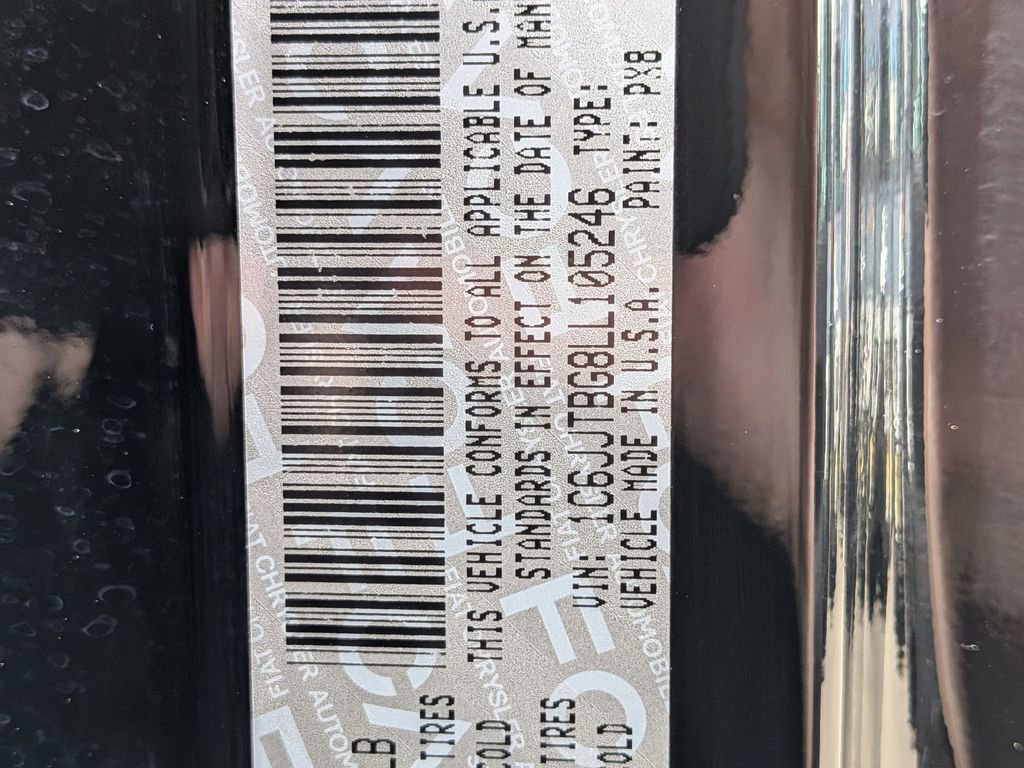 LB
TIRES
COLD
THIS VEHICLE CONFORMS TO ALL APPLICABLE U.S.
STANDARDS IN EFFECT ON THE DATE OF MAN
VIN: 1C6JJTBG8LL105246 TYPE:
TIRES
COLD
VEHICLE MADE IN U.S.A. PAINT: PX8